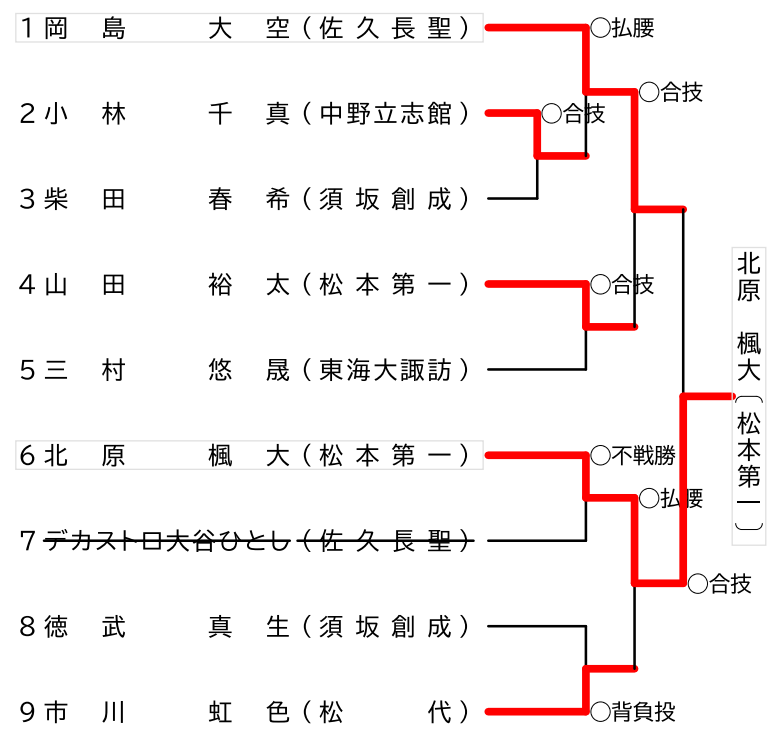 1 岡島 大空 (佐久長聖)
○払腰
○合技
2 小林 千真 (中野立志館)
○合技
3 柴田 春希 (須坂創成)
4 山田 裕太 (松本第一)
○合技
5 三村 悠晟 (東海大諏訪)
6 北原 楓大 (松本第一)
○不戦勝
○払腰
7 デカストロ大谷ひとし (佐久長聖)
○合技
8 徳武 真生 (須坂創成)
9 市川 虹色 (松代)
○背負投
北原 楓大 (松本第一)